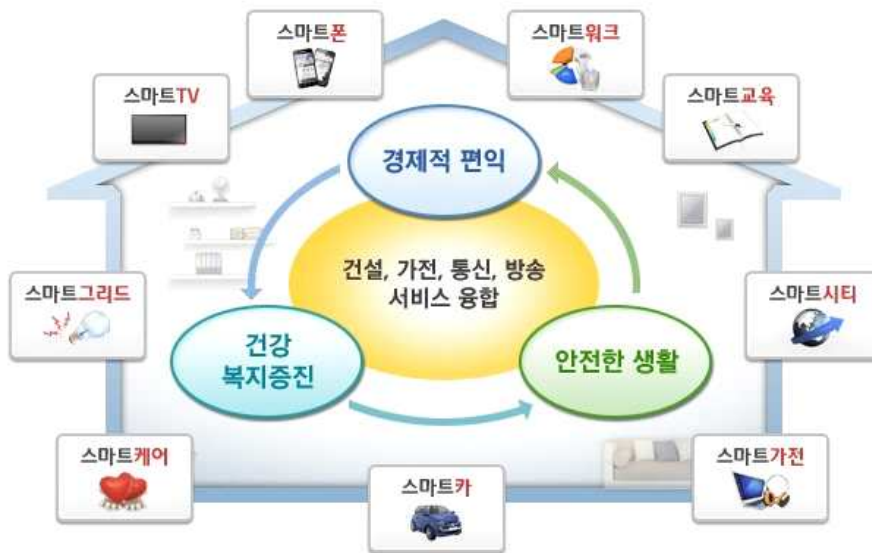 스마트폰
스마트워크
스마트TV
스마트교육
경제적 편익
건설, 가전, 통신, 방송
서비스 융합
스마트그리드
스마트시티
건강
복지증진
안전한 생활
스마트케어
스마트카
스마트가전